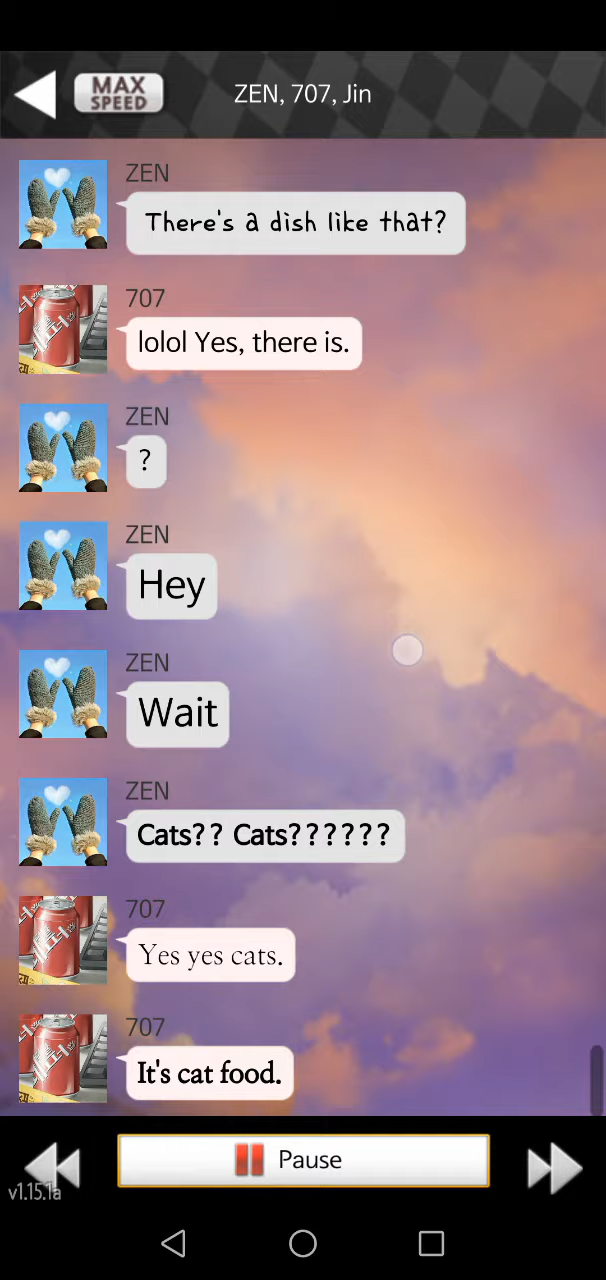 MAX
SPEED
ZEN, 707, Jin
ZEN
There's a dish like that?
707
lolol Yes, there is.
ZEN
?
ZEN
Hey
ZEN
Wait
ZEN
Cats?? Cats??????
707
Yes yes cats.
707
It's cat food.
Pause
v1.15.1a